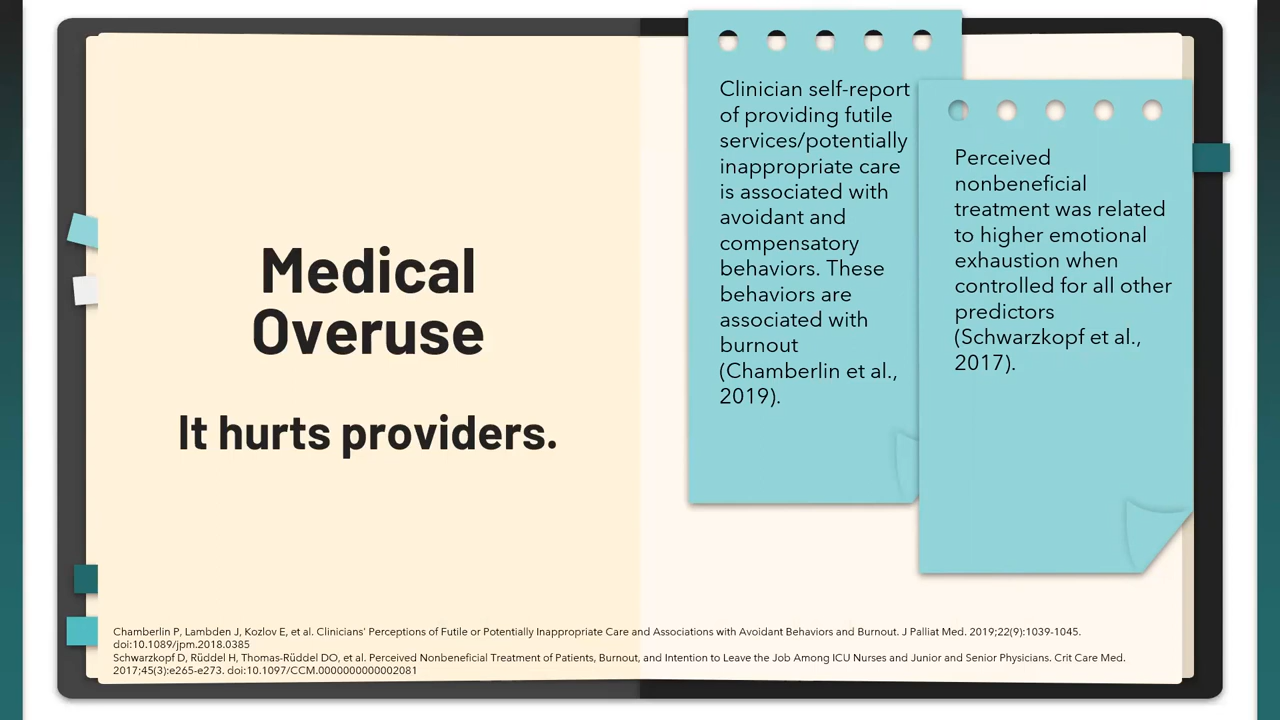 Medical
Overuse
It hurts providers.
Clinician self-report
of providing futile
services/potentially
inappropriate care
is associated with
avoidant and
compensatory
behaviors. These
behaviors are
associated with
burnout
(Chamberlin et al.,
2019).
Perceived
nonbeneficial
treatment was related
to higher emotional
exhaustion when
controlled for all other
predictors
(Schwarzkopf et al.,
2017).
Chamberlin P, Lambden J, Kozlov E, et al. Clinicians' Perceptions of Futile or Potentially Inappropriate Care and Associations with Avoidant Behaviors and Burnout. J Palliat Med. 2019;22(9):1039-1045.
doi:10.1089/jpm.2018.0385
Schwarzkopf D, Rüddel H, Thomas-Rüddel DO, et al. Perceived Nonbeneficial Treatment of Patients, Burnout, and Intention to Leave the Job Among ICU Nurses and Junior and Senior Physicians. Crit Care Med.
2017;45(3):e265-e273. doi:10.1097/CCM.0000000000002081